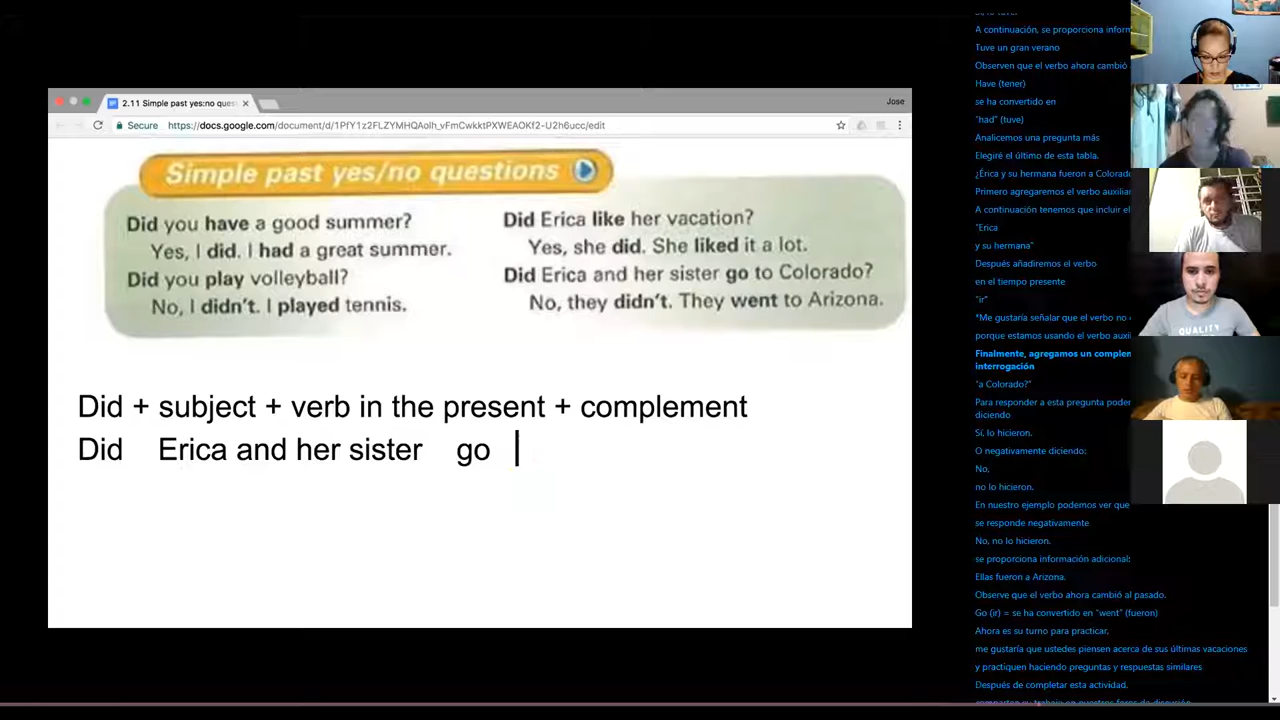 2.11 Simple past yes:no ques
Jose
Secure
https://docs.google.com/document/d/1PfY1z2FLZYMHQAolh_vFmCwkktPXWEAOKf2-U2h6ucc/edit
Simple past yes/no questions
Did you have a good summer?
Yes, I did. I had a great summer.
Did you play volleyball?
No, I didn't. I played tennis.
Did Erica like her vacation?
Yes, she did. She liked it a lot.
Did Erica and her sister go to Colorado?
No, they didn't. They went to Arizona.
Did + subject + verb in the present + complement
Did Erica and her sister go
A continuación, se proporciona inform
Tuve un gran verano
Observen que el verbo ahora cambió
Have (tener)
se ha convertido en
"had" (tuve)
Analicemos una pregunta más
Elegiré el último de esta tabla.
¿Érica y su hermana fueron a Colorado
Primero agregaremos el verbo auxiliar
A continuación tenemos que incluir el
"Erica
y su hermana"
Después añadiremos el verbo
en el tiempo presente
"ir"
*Me gustaría señalar que el verbo no
porque estamos usando el verbo auxi
Finalmente, agregamos un complem
interrogación
"a Colorado?"
Para responder a esta pregunta poder
diciendo
Sí, lo hicieron.
O negativamente diciendo:
No,
no lo hicieron.
En nuestro ejemplo podemos ver que
se responde negativamente
No, no lo hicieron.
se proporciona información adicional:
Ellas fueron a Arizona.
Observe que el verbo ahora cambió al pasado.
Go (ir) = se ha convertido en "went" (fueron)
Ahora es su turno para practicar,
me gustaría que ustedes piensen acerca de sus últimas vacaciones
y practiquen haciendo preguntas y respuestas similares
Después de completar esta actividad.
QUALITY